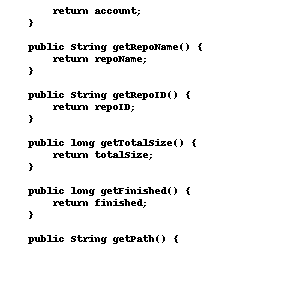 return account;
    }

    public String getRepoName() {
        return repoName;
    }

    public String getRepoID() {
        return repoID;
    }

    public long getTotalSize() {
        return totalSize;
    }

    public long getFinished() {
        return finished;
    }

    public String getPath() {